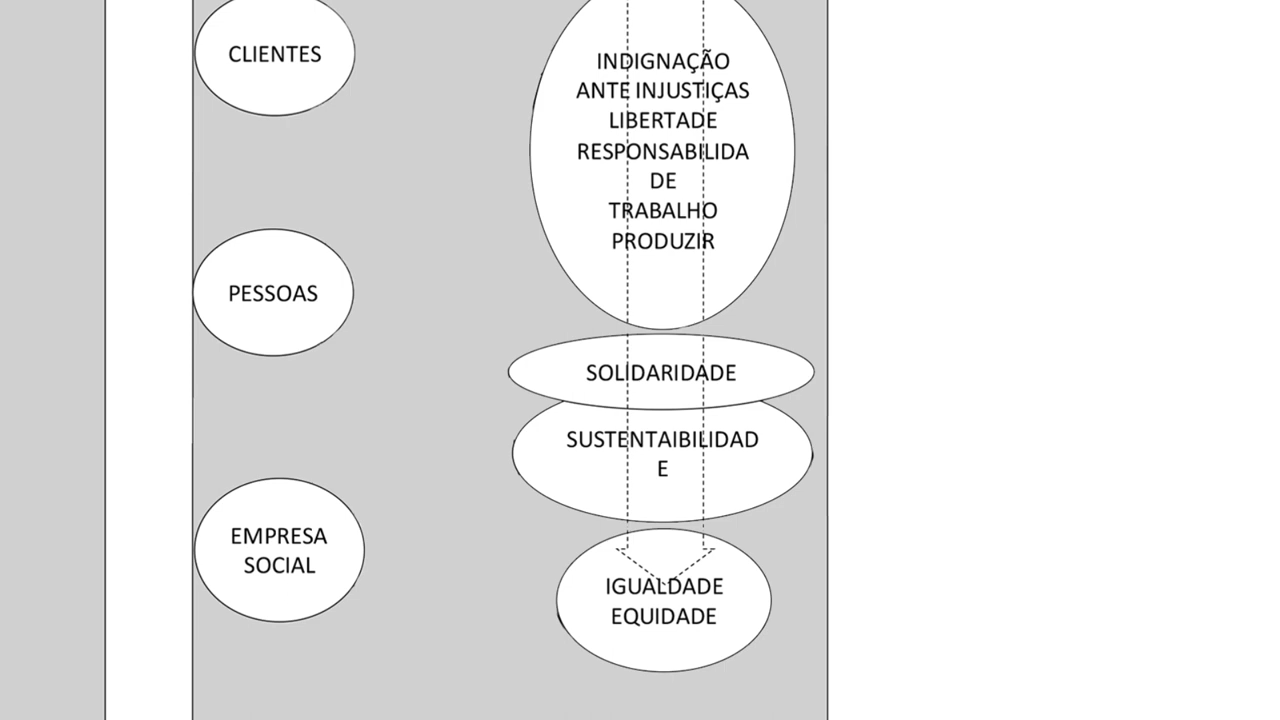 CLIENTES
PESSOAS
EMPRESA
SOCIAL
INDIGNAÇÃO
ANTE INJUSTIÇAS
LIBERTADE
RESPONSABILIDA
DE
TRABALHO
PRODUZIR
SOLIDARIDADE
SUSTENTAIBILIDAD
E
IGUALDADE
EQUIDADE